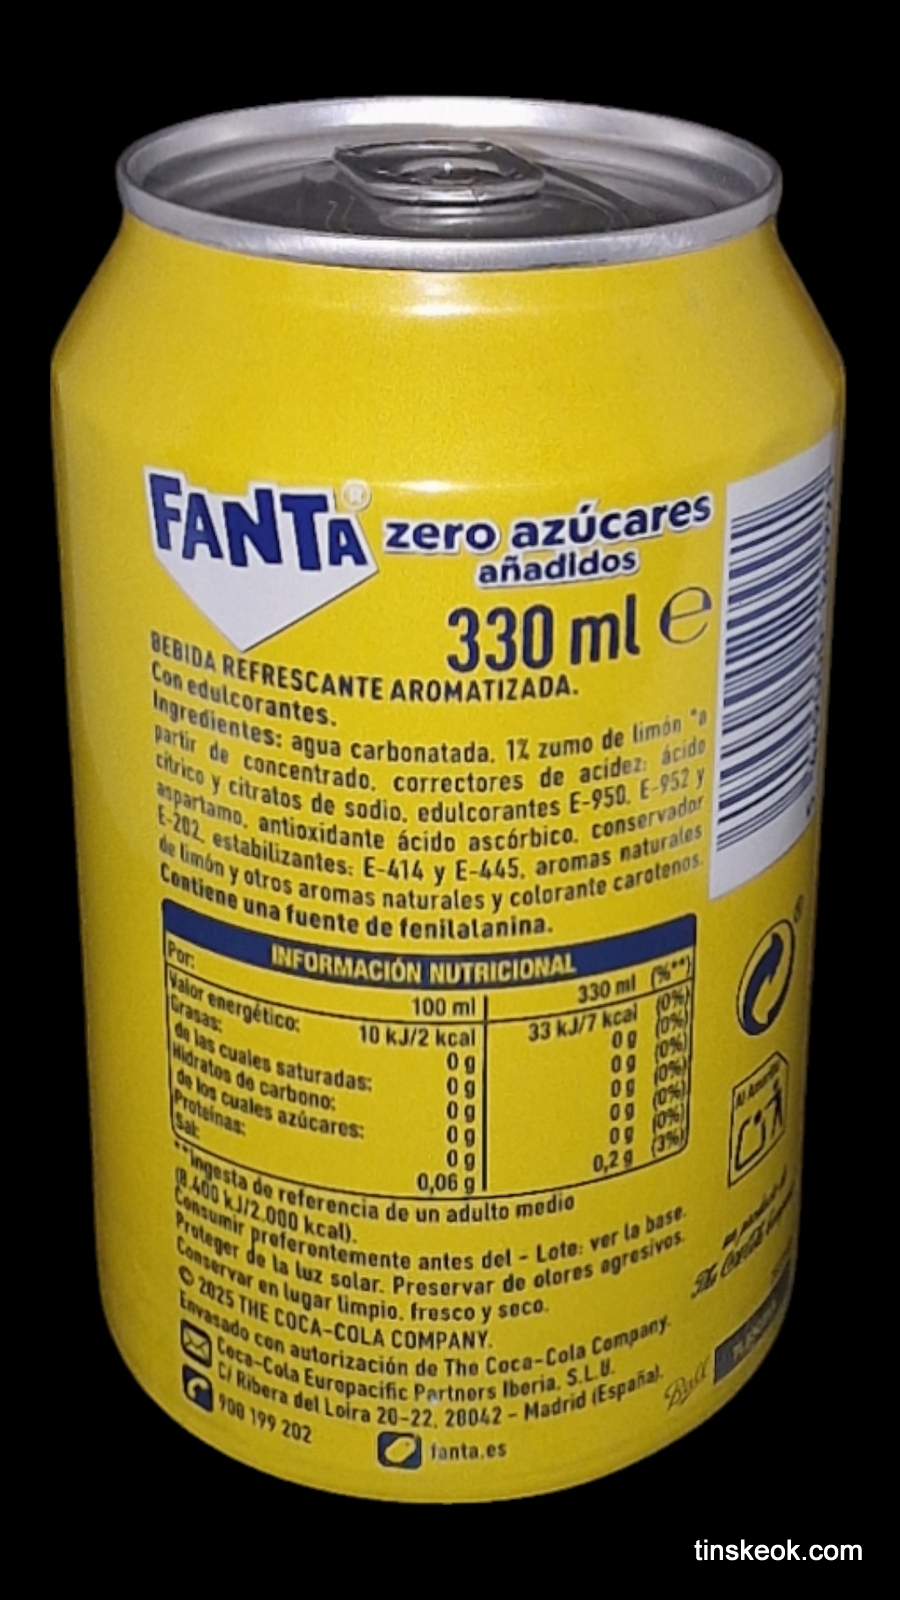 FANTA®
zero azúcares
añadidos
330 ml e
BEBIDA REFRESCANTE AROMATIZADA.
Con edulcorantes.
Ingredientes: agua carbonatada, 1% zumo de limón *a
partir de concentrado, correctores de acidez: ácido
cítrico y citratos de sodio, edulcorantes E-950, E-952 y
aspartamo, antioxidante ácido ascórbico, conservador
E-202, estabilizantes: E-414 y E-445, aromas naturales
de limón y otros aromas naturales y colorante carotenos.
Contiene una fuente de fenilalanina.
INFORMACIÓN NUTRICIONAL
Por: 100 ml 330 ml (%**)
Valor energético: 10 kJ/2 kcal 33 kJ/7 kcal (0%)
Grasas: 0 g 0 g (0%)
de las cuales saturadas: 0 g 0 g (0%)
Hidratos de carbono: 0 g 0 g (0%)
de los cuales azúcares: 0 g 0 g (0%)
Proteínas: 0 g 0 g (0%)
Sal: 0,06 g 0,2 g (3%)
**Ingesta de referencia de un adulto medio
(8.400 kJ/2.000 kcal).
Consumir preferentemente antes del - Lote: ver la base.
Proteger de la luz solar. Preservar de olores agresivos.
Conservar en lugar limpio, fresco y seco.
© 2025 THE COCA-COLA COMPANY.
Envasado con autorización de The Coca-Cola Company.
Coca-Cola Europacific Partners Iberia, S.L.U.
C/ Ribera del Loira 20-22, 28042 - Madrid (España).
900 199 202
fanta.es
®
Al Amarillo
un producto de
The Coca-Cola
Ball
tinskeok.com